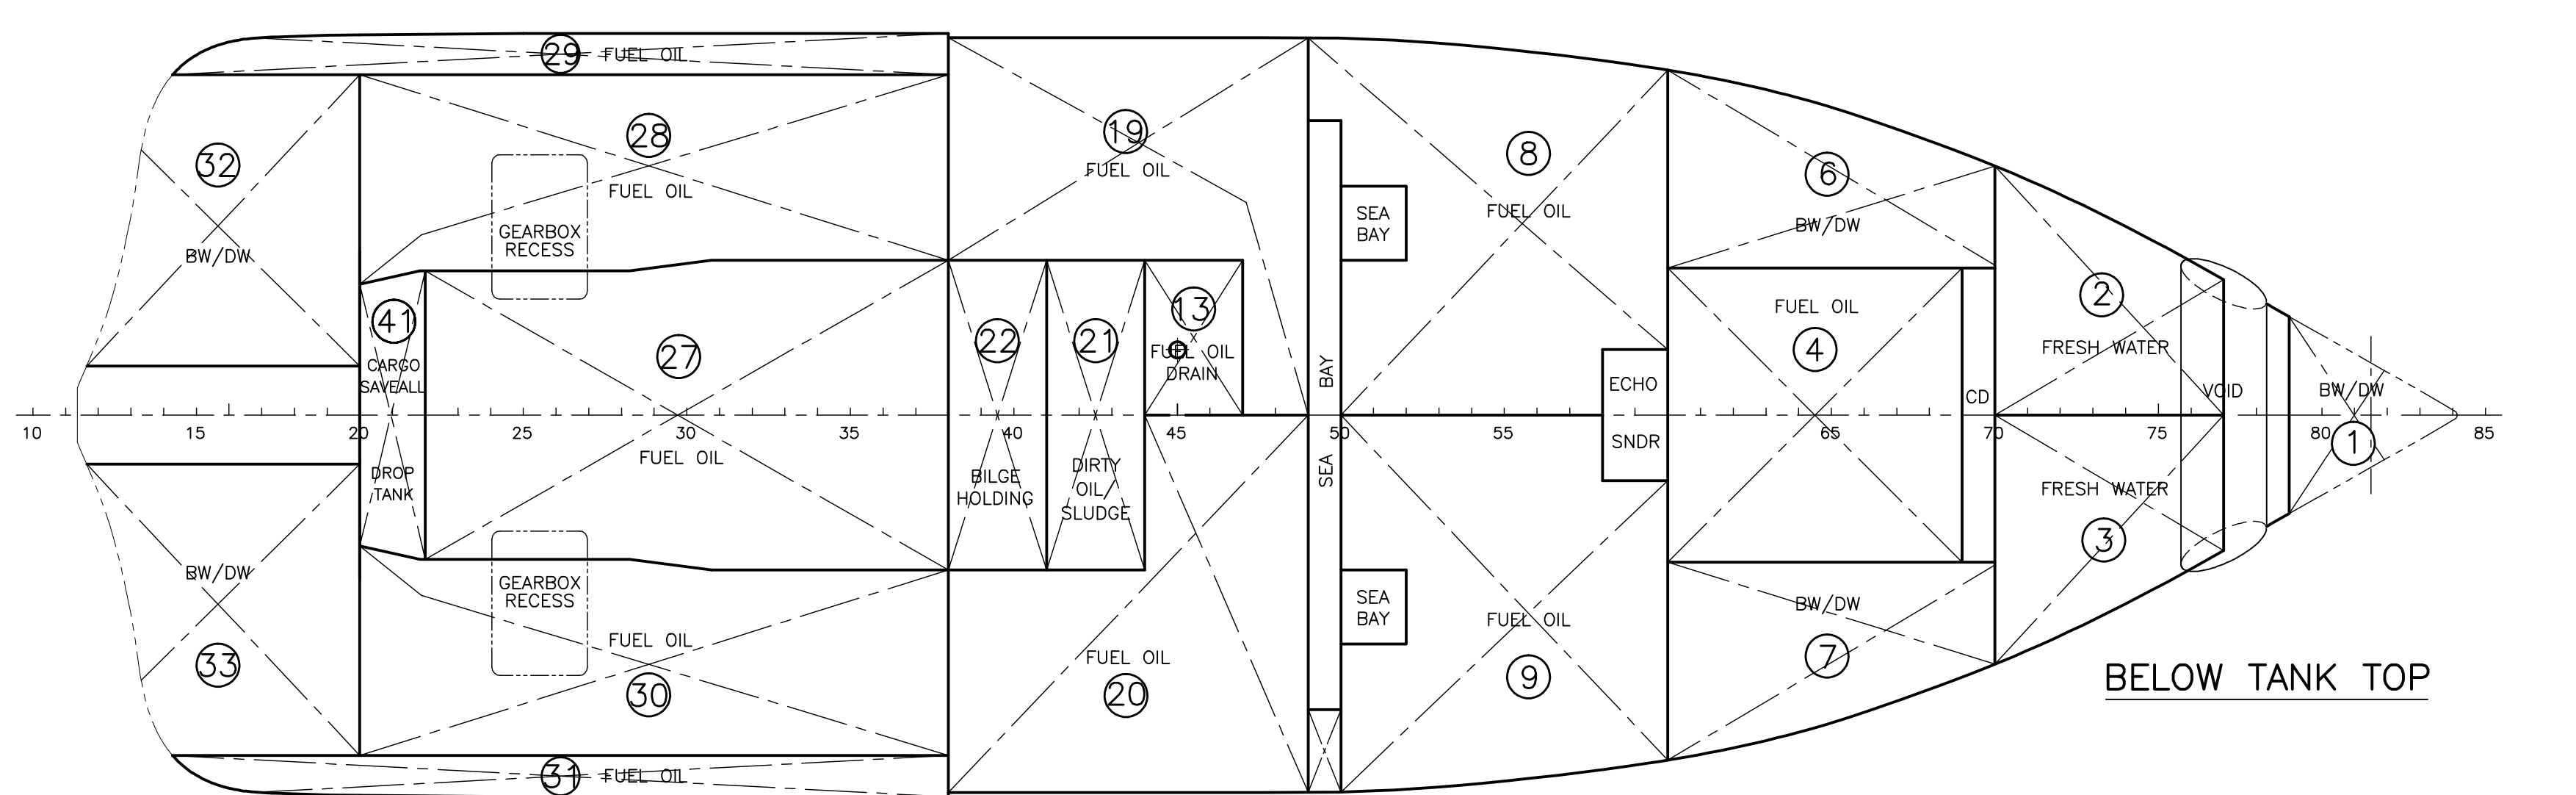 29 FUEL OIL
28
FUEL OIL
19
FUEL OIL
8
FUEL OIL
6
BW/DW
32
BW/DW
GEARBOX
RECESS
SEA
BAY
2
FRESH WATER
41
CARGO
SAVEALL
DROP
TANK
27
FUEL OIL
22
BILGE
HOLDING
21
DIRTY
OIL/
SLUDGE
13
FUEL OIL
DRAIN
SEA BAY
ECHO
SNDR
FUEL OIL
4
CD
VOID
BW/DW
1
10 15 20 25 30 35 40 45 50 55 65 70 75 80 85
FRESH WATER
3
BW/DW
33
GEARBOX
RECESS
FUEL OIL
30
FUEL OIL
20
SEA
BAY
FUEL OIL
9
BW/DW
7
BELOW TANK TOP
31 FUEL OIL